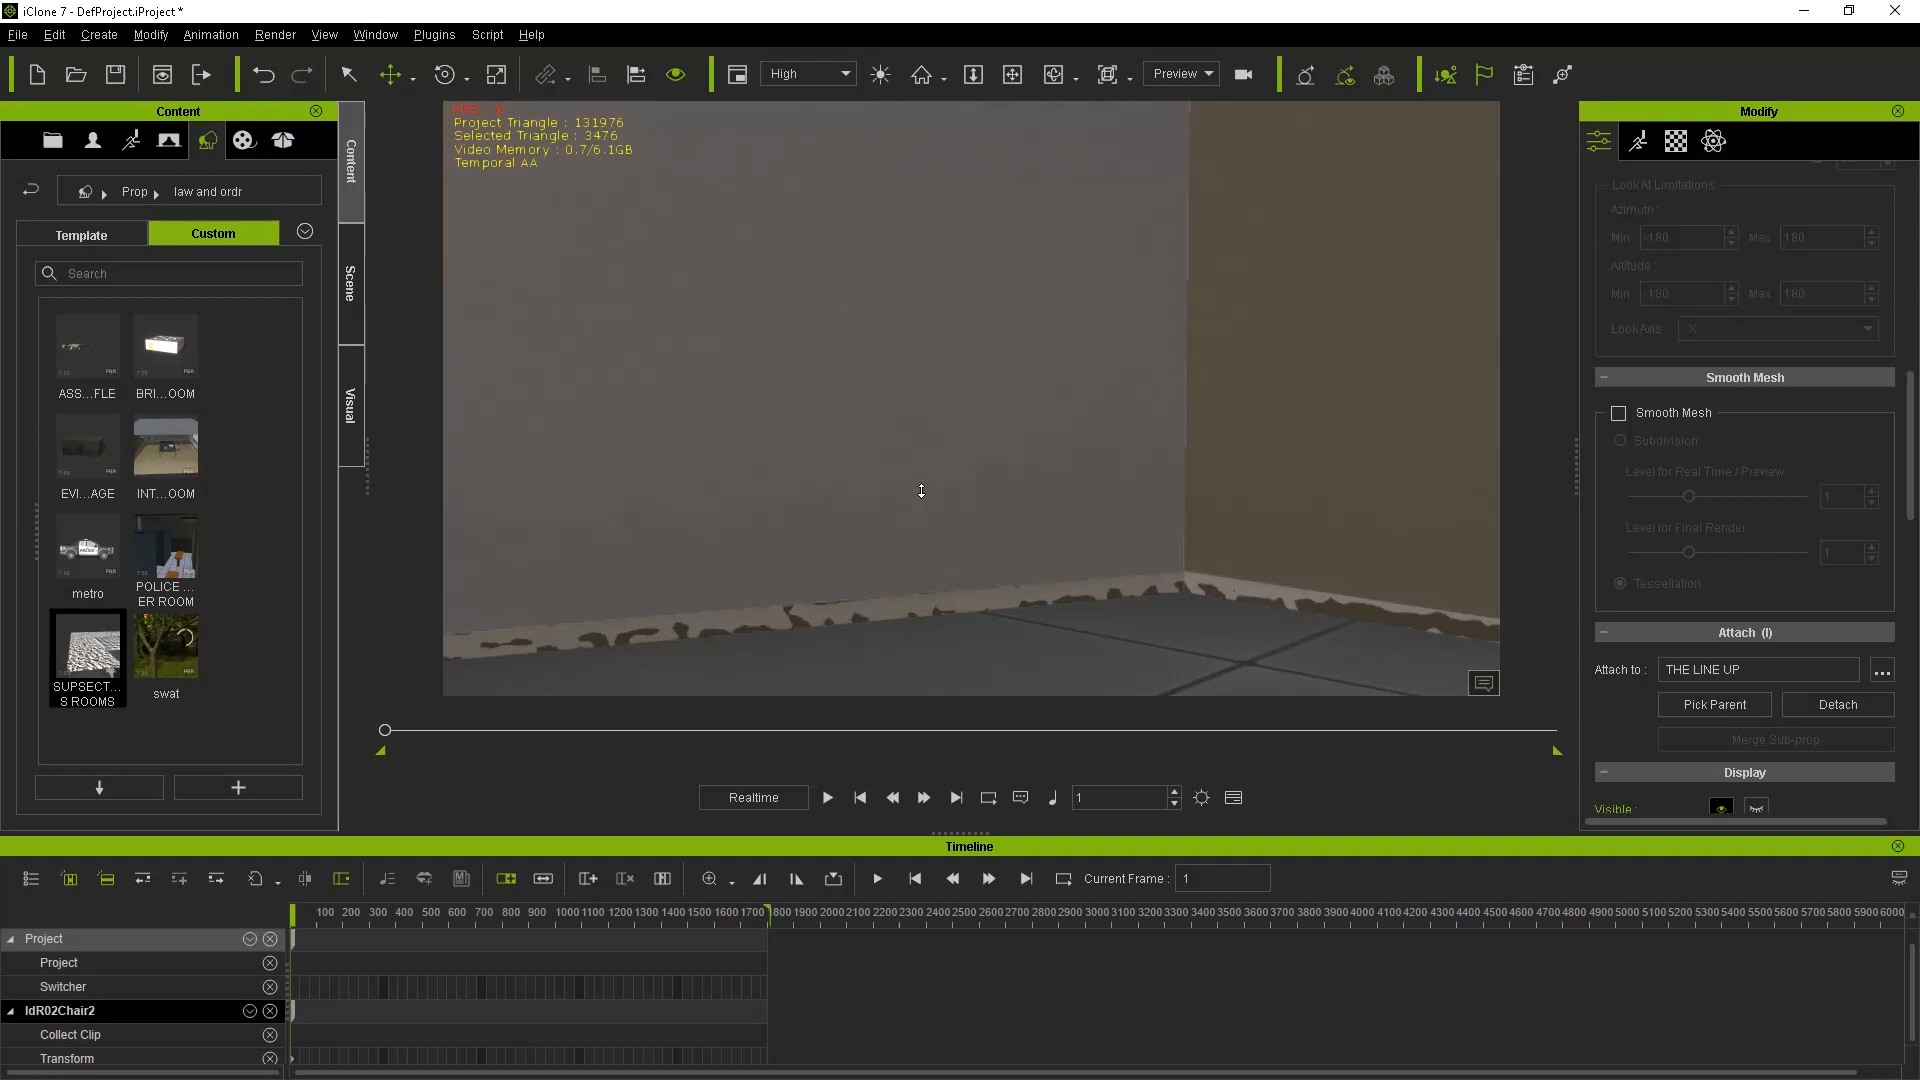 iClone 7 - DefProject.iProject *
File Edit Create Modify Animation Render View Window Plugins Script Help
High
Preview
Content
Prop law and ordr
Template Custom
Search
ASS...FLE BRI...OOM
EVI...AGE INT...OOM
metro POLICE ...
ER ROOM
SUPSECT...
S ROOMS
swat
Content
Scene
Visual
Project Triangle : 131976
Selected Triangle : 3476
Video Memory : 0.7/6.1GB
Temporal AA
Realtime 1
Modify
LookAt Limitations
Azimuth :
Min -180 Max 180
Altitude :
Min -180 Max 180
Look Axis : X
Smooth Mesh
Smooth Mesh
Subdivision
Level for Real Time / Preview
1
Level for Final Render
1
Tessellation
Attach (I)
Attach to : THE LINE UP ...
Pick Parent Detach
Merge Sub-prop
Display
Visible :
Timeline
Current Frame : 1
100 200 300 400 500 600 700 800 900 1000 1100 1200 1300 1400 1500 1600 1700 1800 1900 2000 2100 2200 2300 2400 2500 2600 2700 2800 2900 3000 3100 3200 3300 3400 3500 3600 3700 3800 3900 4000 4100 4200 4300 4400 4500 4600 4700 4800 4900 5000 5100 5200 5300 5400 5500 5600 5700 5800 5900 6000
Project
Project
Switcher
IdR02Chair2
Collect Clip
Transform